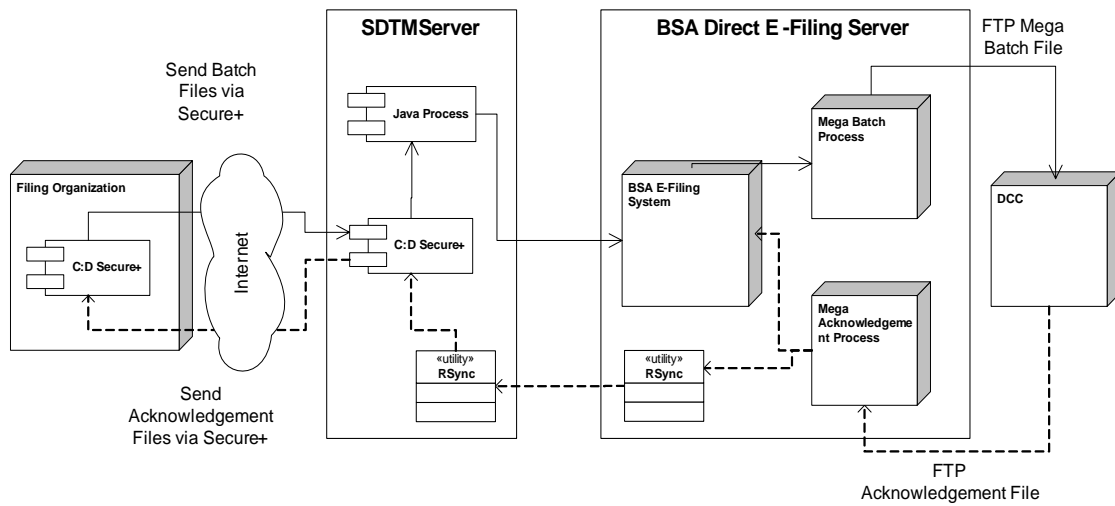 SDTMServer
BSA Direct E -Filing Server
FTP Mega
Batch File
Send Batch
Files via
Secure+
Java Process
Mega Batch
Process
Filing Organization
BSA E-Filing
System
DCC
C:D Secure+
C:D Secure+
Internet
Mega
Acknowledgeme
nt Process
«utility»
RSync
«utility»
RSync
Send
Acknowledgement
Files via Secure+
FTP
Acknowledgement File